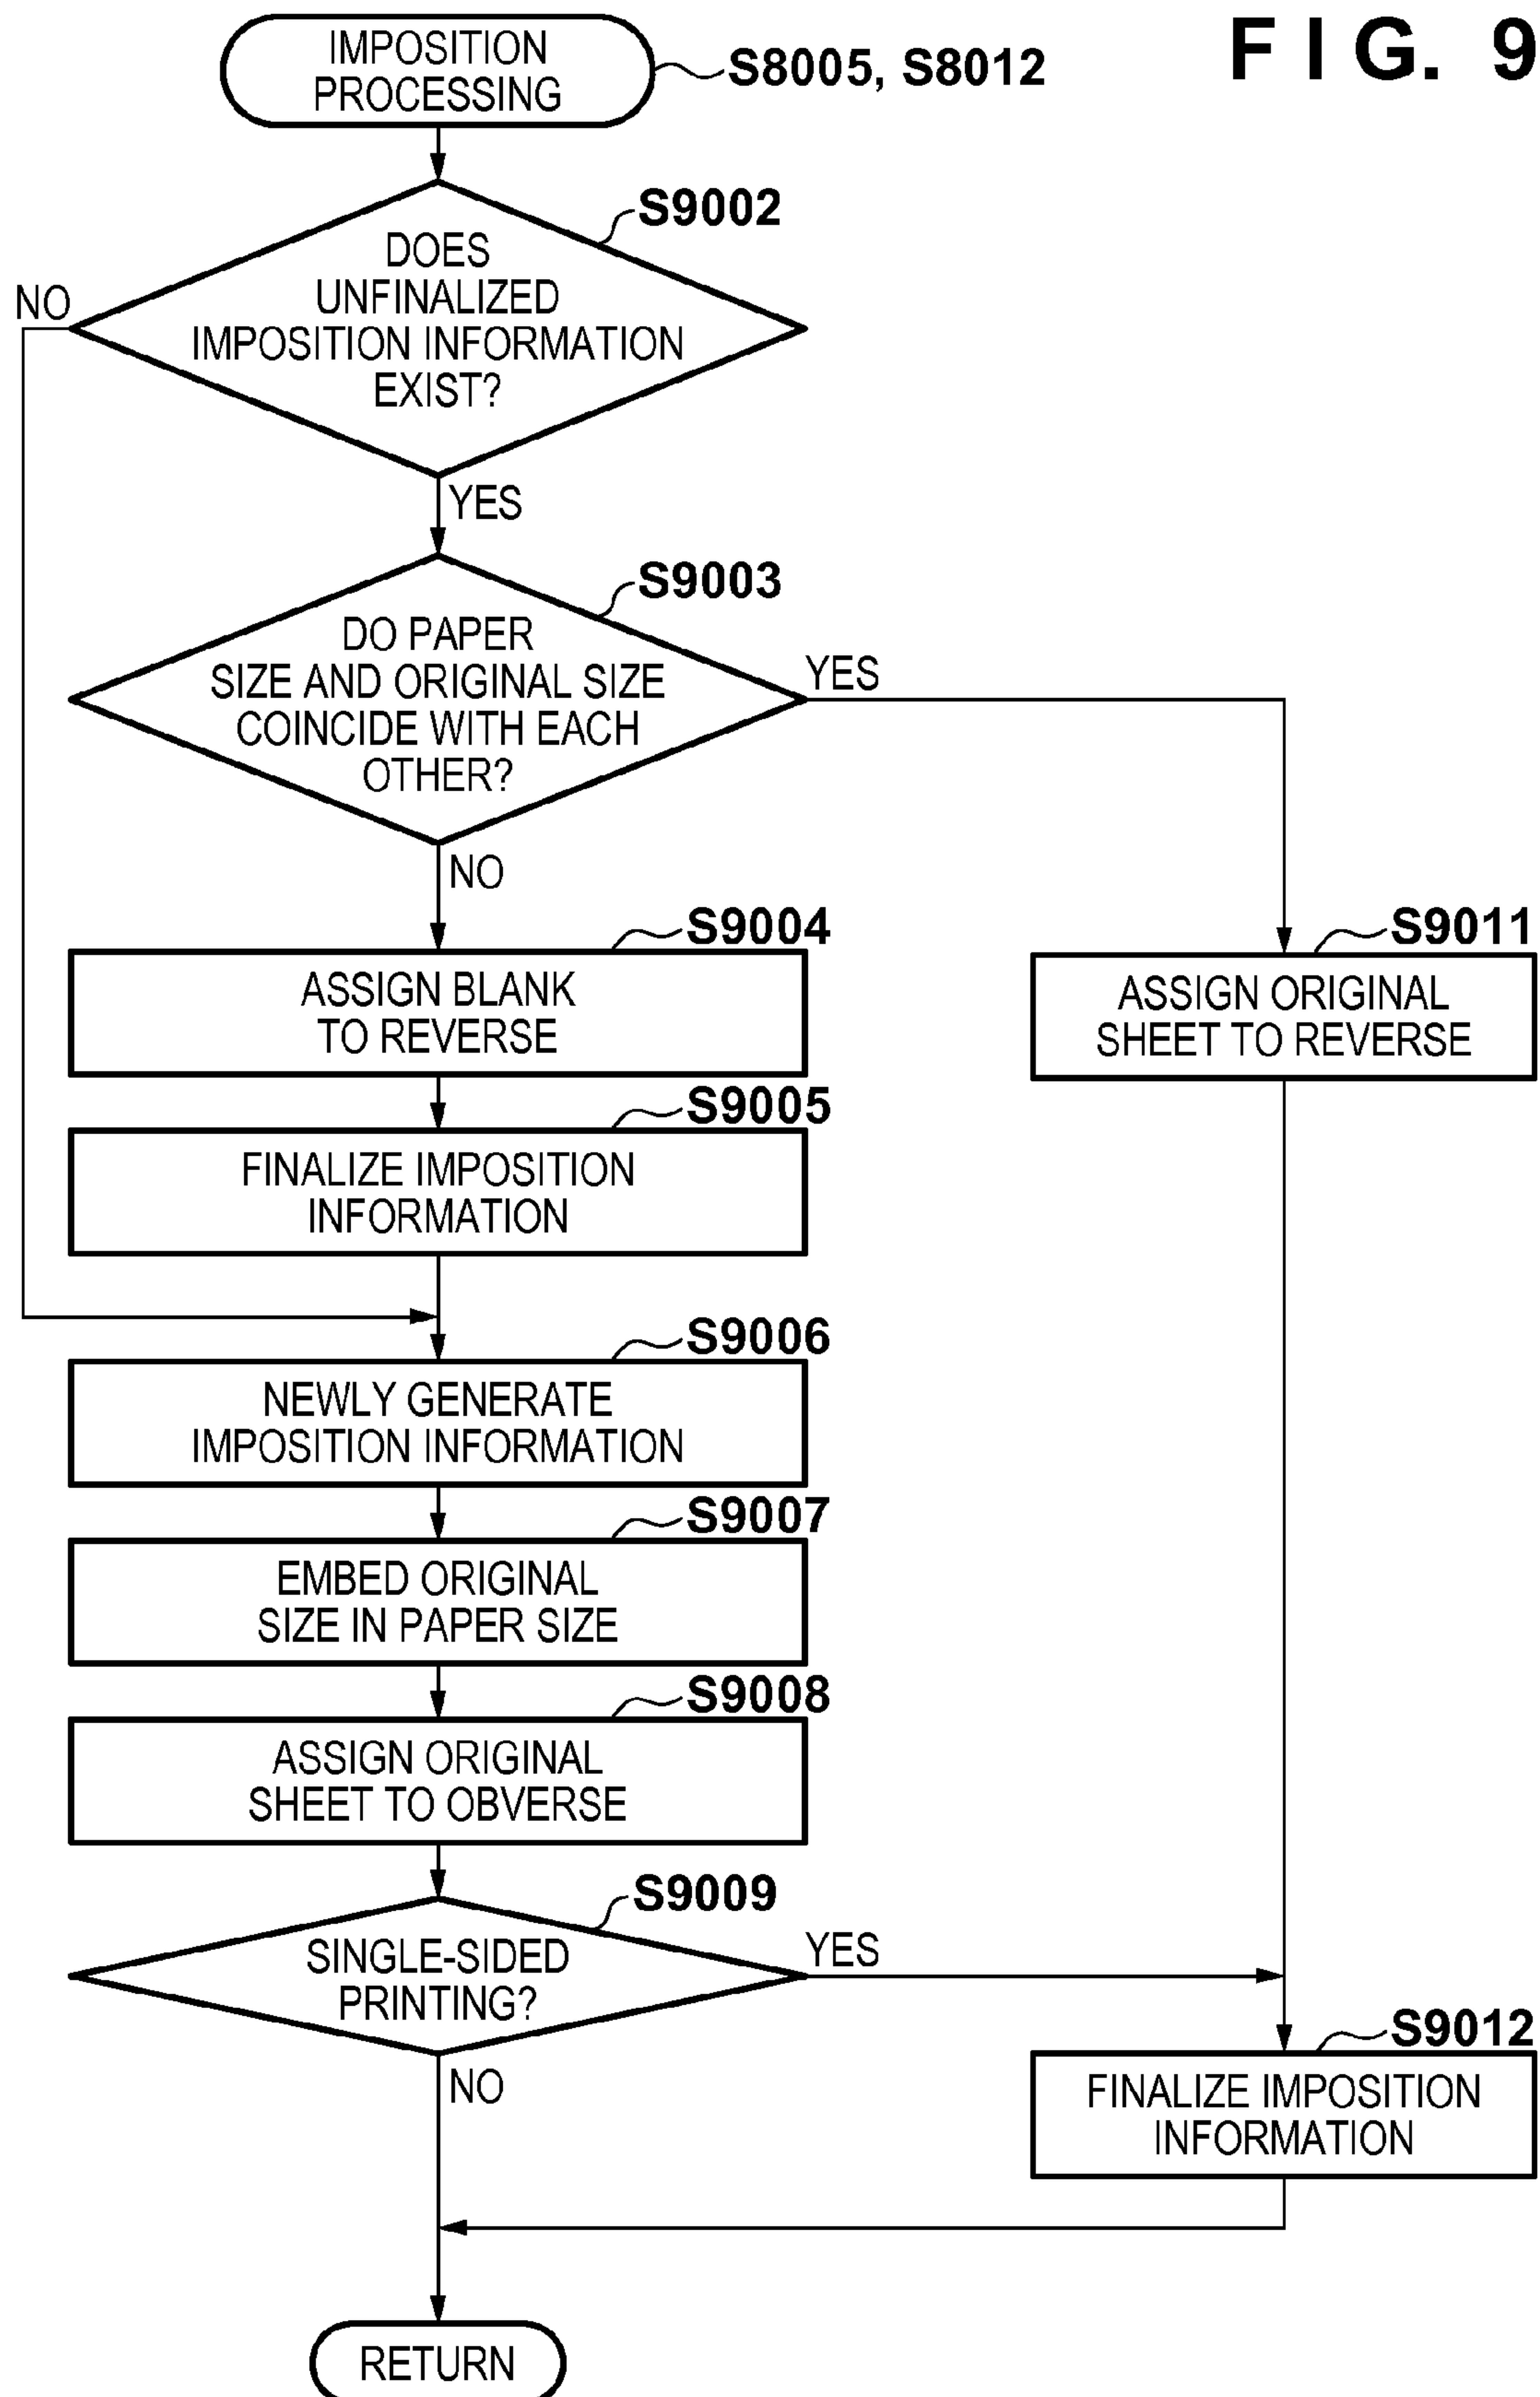 FIG. 9
IMPOSITION
PROCESSING
S8005, S8012
S9002
DOES
UNFINALIZED
IMPOSITION INFORMATION
EXIST?
NO
YES
S9003
DO PAPER
SIZE AND ORIGINAL SIZE
COINCIDE WITH EACH
OTHER?
YES
NO
S9004
ASSIGN BLANK
TO REVERSE
S9011
ASSIGN ORIGINAL
SHEET TO REVERSE
S9005
FINALIZE IMPOSITION
INFORMATION
S9006
NEWLY GENERATE
IMPOSITION INFORMATION
S9007
EMBED ORIGINAL
SIZE IN PAPER SIZE
S9008
ASSIGN ORIGINAL
SHEET TO OBVERSE
S9009
SINGLE-SIDED
PRINTING?
YES
NO
S9012
FINALIZE IMPOSITION
INFORMATION
RETURN